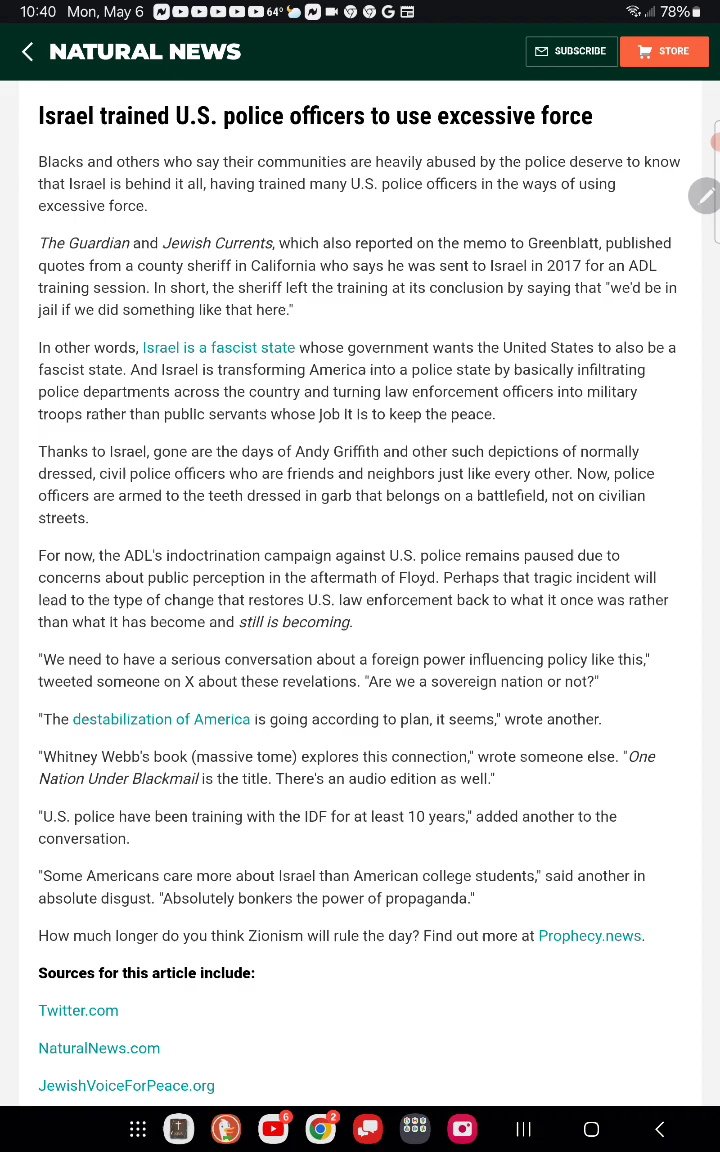 10:40 Mon, May 6 64° 78%
NATURAL NEWS
SUBSCRIBE
STORE
Israel trained U.S. police officers to use excessive force
Blacks and others who say their communities are heavily abused by the police deserve to know
that Israel is behind it all, having trained many U.S. police officers in the ways of using
excessive force.
The Guardian and Jewish Currents, which also reported on the memo to Greenblatt, published
quotes from a county sheriff in California who says he was sent to Israel in 2017 for an ADL
training session. In short, the sheriff left the training at its conclusion by saying that "we'd be in
jail if we did something like that here."
In other words, Israel is a fascist state whose government wants the United States to also be a
fascist state. And Israel is transforming America into a police state by basically infiltrating
police departments across the country and turning law enforcement officers into military
troops rather than public servants whose job it is to keep the peace.
Thanks to Israel, gone are the days of Andy Griffith and other such depictions of normally
dressed, civil police officers who are friends and neighbors just like every other. Now, police
officers are armed to the teeth dressed in garb that belongs on a battlefield, not on civilian
streets.
For now, the ADL's indoctrination campaign against U.S. police remains paused due to
concerns about public perception in the aftermath of Floyd. Perhaps that tragic incident will
lead to the type of change that restores U.S. law enforcement back to what it once was rather
than what it has become and still is becoming.
"We need to have a serious conversation about a foreign power influencing policy like this,"
tweeted someone on X about these revelations. "Are we a sovereign nation or not?"
"The destabilization of America is going according to plan, it seems," wrote another.
"Whitney Webb's book (massive tome) explores this connection," wrote someone else. "One
Nation Under Blackmail is the title. There's an audio edition as well."
"U.S. police have been training with the IDF for at least 10 years," added another to the
conversation.
"Some Americans care more about Israel than American college students," said another in
absolute disgust. "Absolutely bonkers the power of propaganda."
How much longer do you think Zionism will rule the day? Find out more at Prophecy.news.
Sources for this article include:
Twitter.com
NaturalNews.com
JewishVoiceForPeace.org
6
2